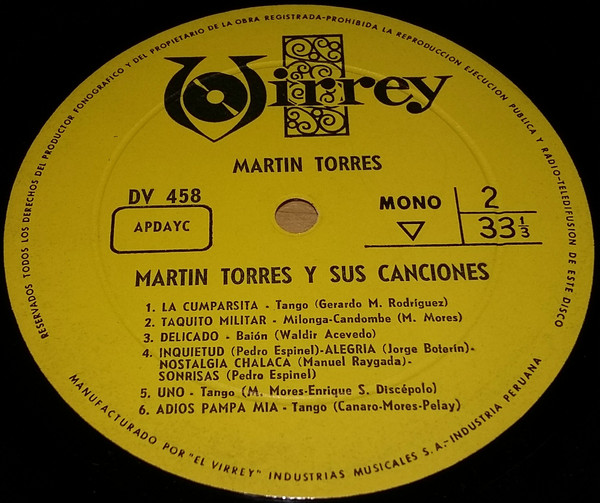 RESERVADOS TODOS LOS DERECHOS DEL PRODUCTOR FONOGRAFICO Y DEL PROPIETARIO DE LA OBRA REGISTRADA-PROHIBIDA LA REPRODUCCION EJECUCION PUBLICA Y RADIO-TELEDIFUSION DE ESTE DISCO
Virrey
MARTIN TORRES
DV 458
APDAYC
MONO
2
33 1/3
MARTIN TORRES Y SUS CANCIONES
1. LA CUMPARSITA - Tango (Gerardo M. Rodriguez)
2. TAQUITO MILITAR - Milonga-Candombe (M. Mores)
3. DELICADO - Baión (Waldir Acevedo)
4. INQUIETUD (Pedro Espinel)-ALEGRIA (Jorge Boterín)-
NOSTALGIA CHALACA (Manuel Raygada)-
SONRISAS (Pedro Espinel)
5. UNO - Tango (M. Mores-Enrique S. Discépolo)
6. ADIOS PAMPA MIA - Tango (Canaro-Mores-Pelay)
MANUFACTURADO POR "EL VIRREY" INDUSTRIAS MUSICALES S.A.-INDUSTRIA PERUANA